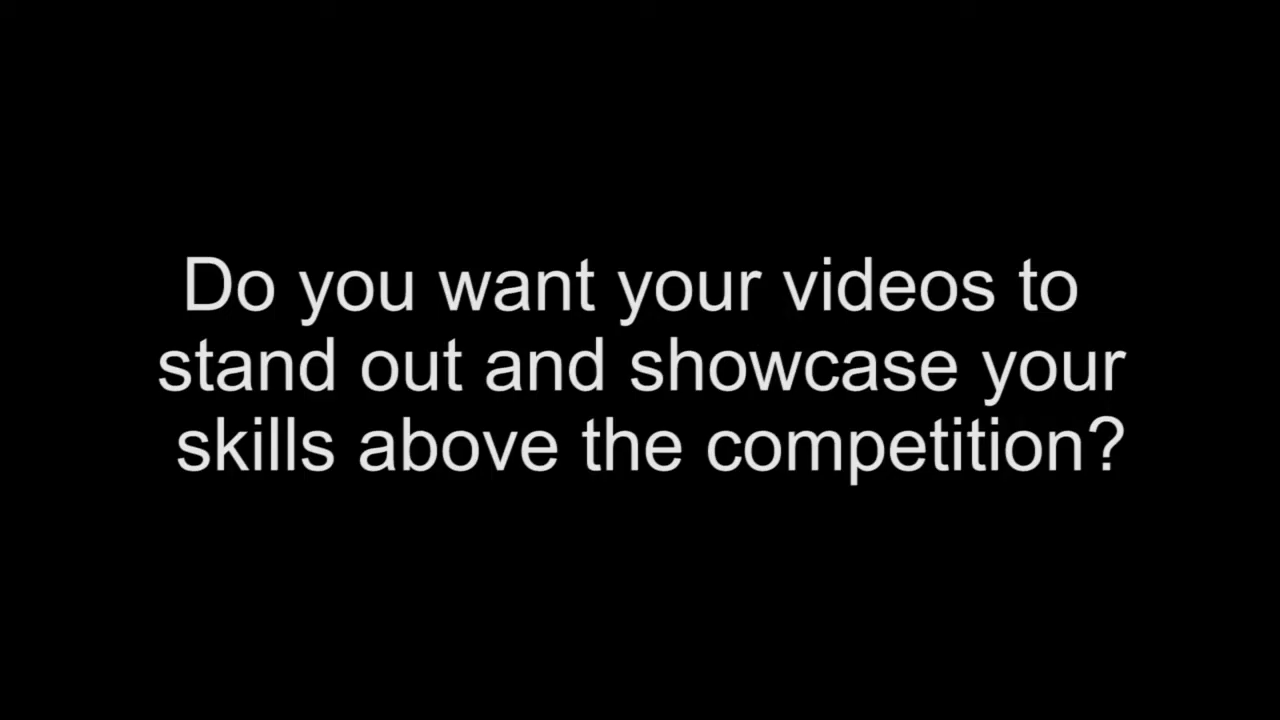 Do you want your videos to
stand out and showcase your
skills above the competition?